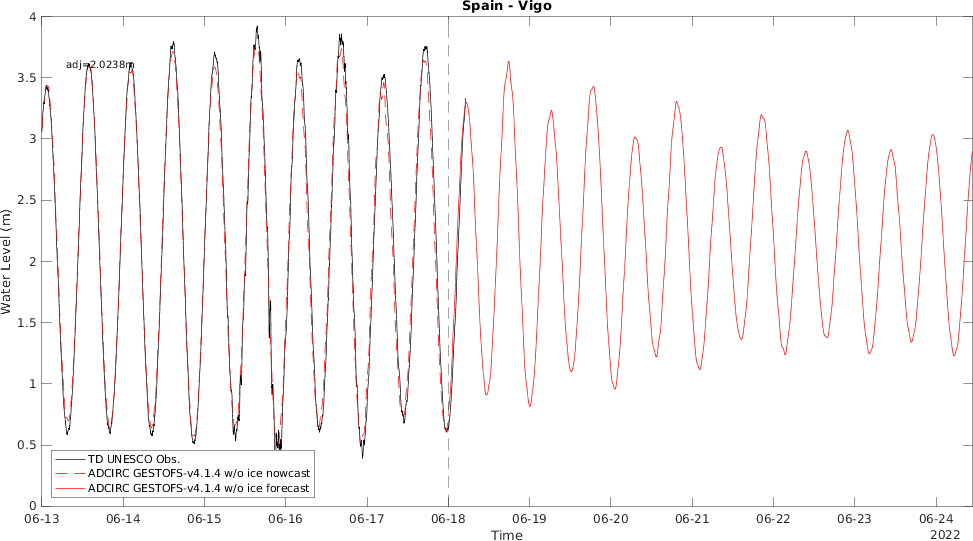 Spain - Vigo
adj=2.0238m
4
3.5
3
2.5
2
1.5
1
0.5
0
Water Level (m)
TD UNESCO Obs.
ADCIRC GESTOFS-v4.1.4 w/o ice nowcast
ADCIRC GESTOFS-v4.1.4 w/o ice forecast
06-13 06-14 06-15 06-16 06-17 06-18 06-19 06-20 06-21 06-22 06-23 06-24
2022
Time